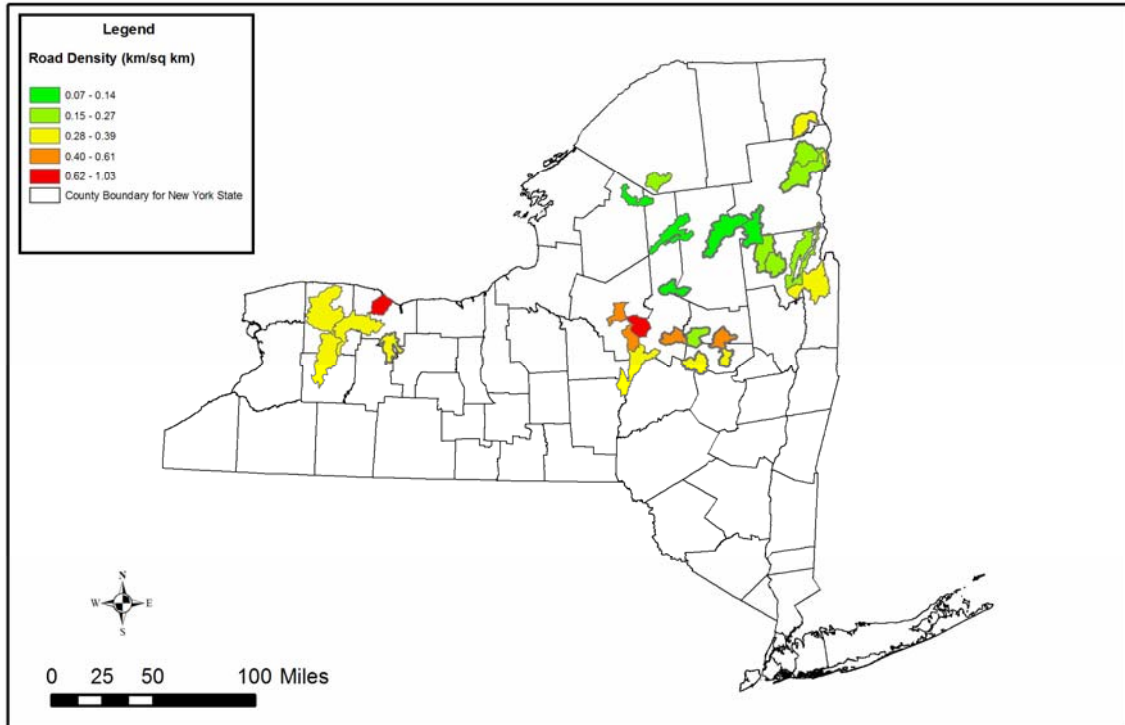 Legend
Road Density (km/sq km)
0.07 - 0.14
0.15 - 0.27
0.28 - 0.39
0.40 - 0.61
0.62 - 1.03
County Boundary for New York State
N
W E
S
0 25 50 100 Miles